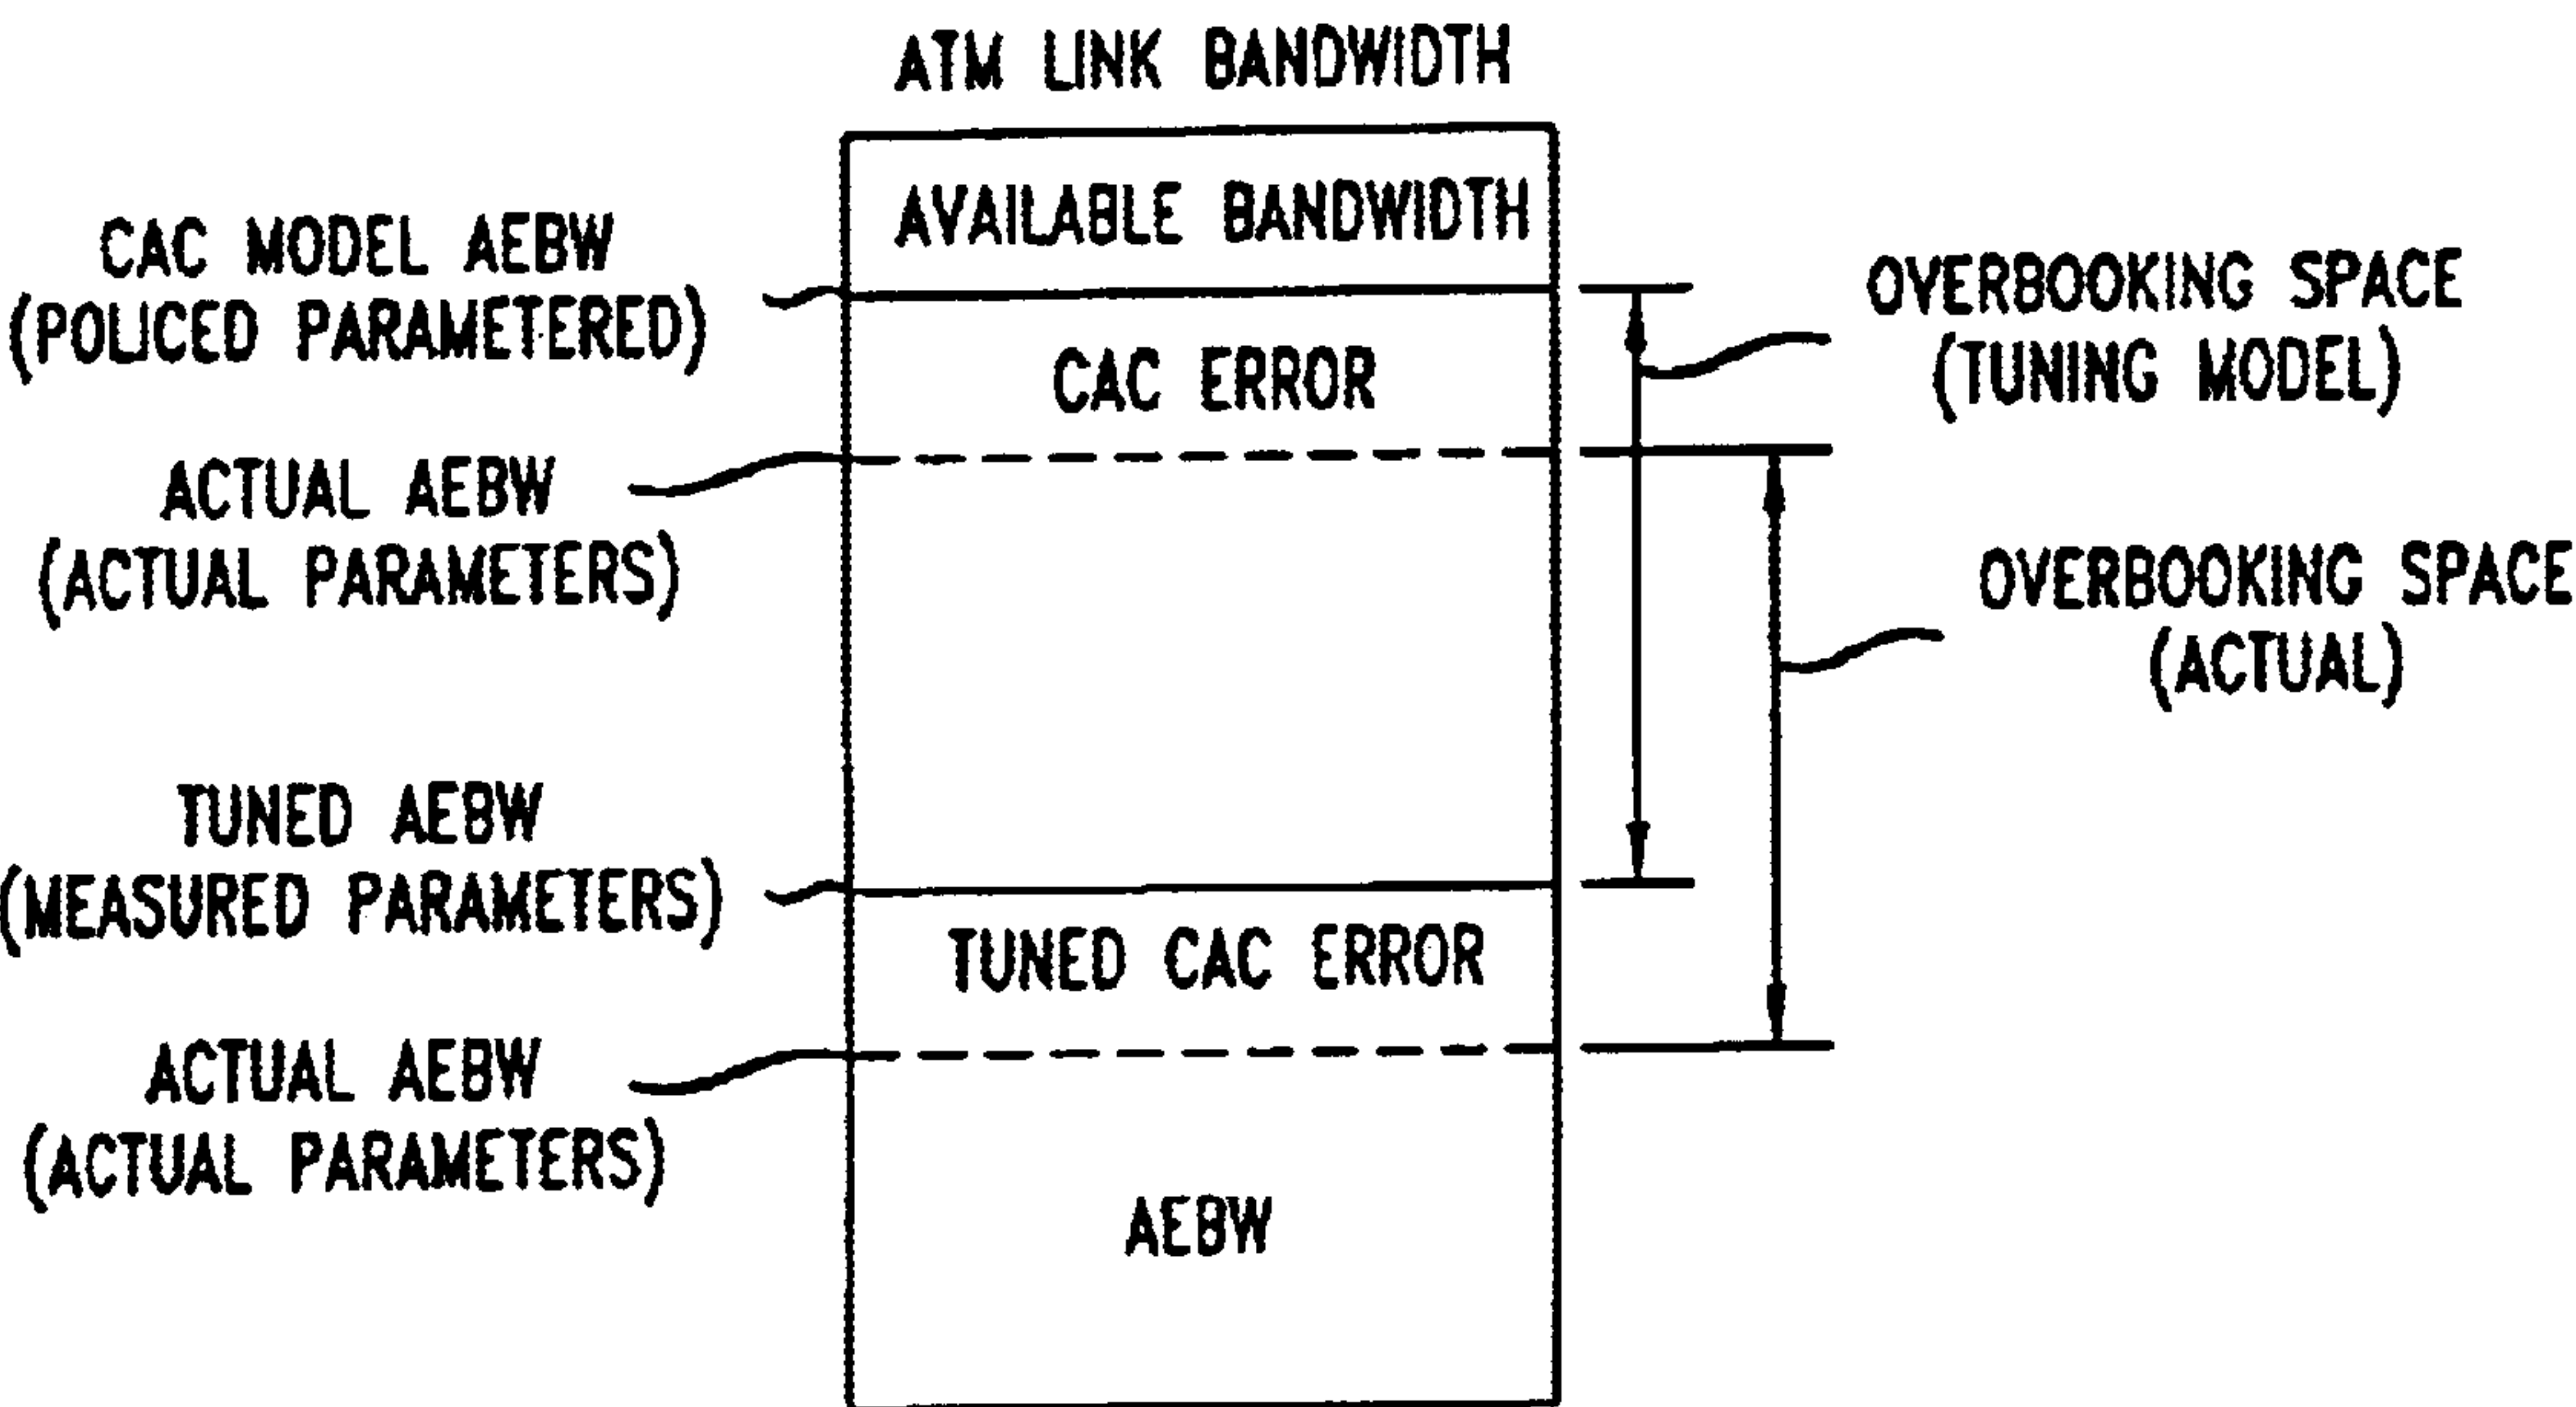 ATM LINK BANDWIDTH
AVAILABLE BANDWIDTH
CAC MODEL AEBW
(POLICED PARAMETERED)
OVERBOOKING SPACE
(TUNING MODEL)
CAC ERROR
ACTUAL AEBW
(ACTUAL PARAMETERS)
OVERBOOKING SPACE
(ACTUAL)
TUNED AEBW
(MEASURED PARAMETERS)
TUNED CAC ERROR
ACTUAL AEBW
(ACTUAL PARAMETERS)
AEBW